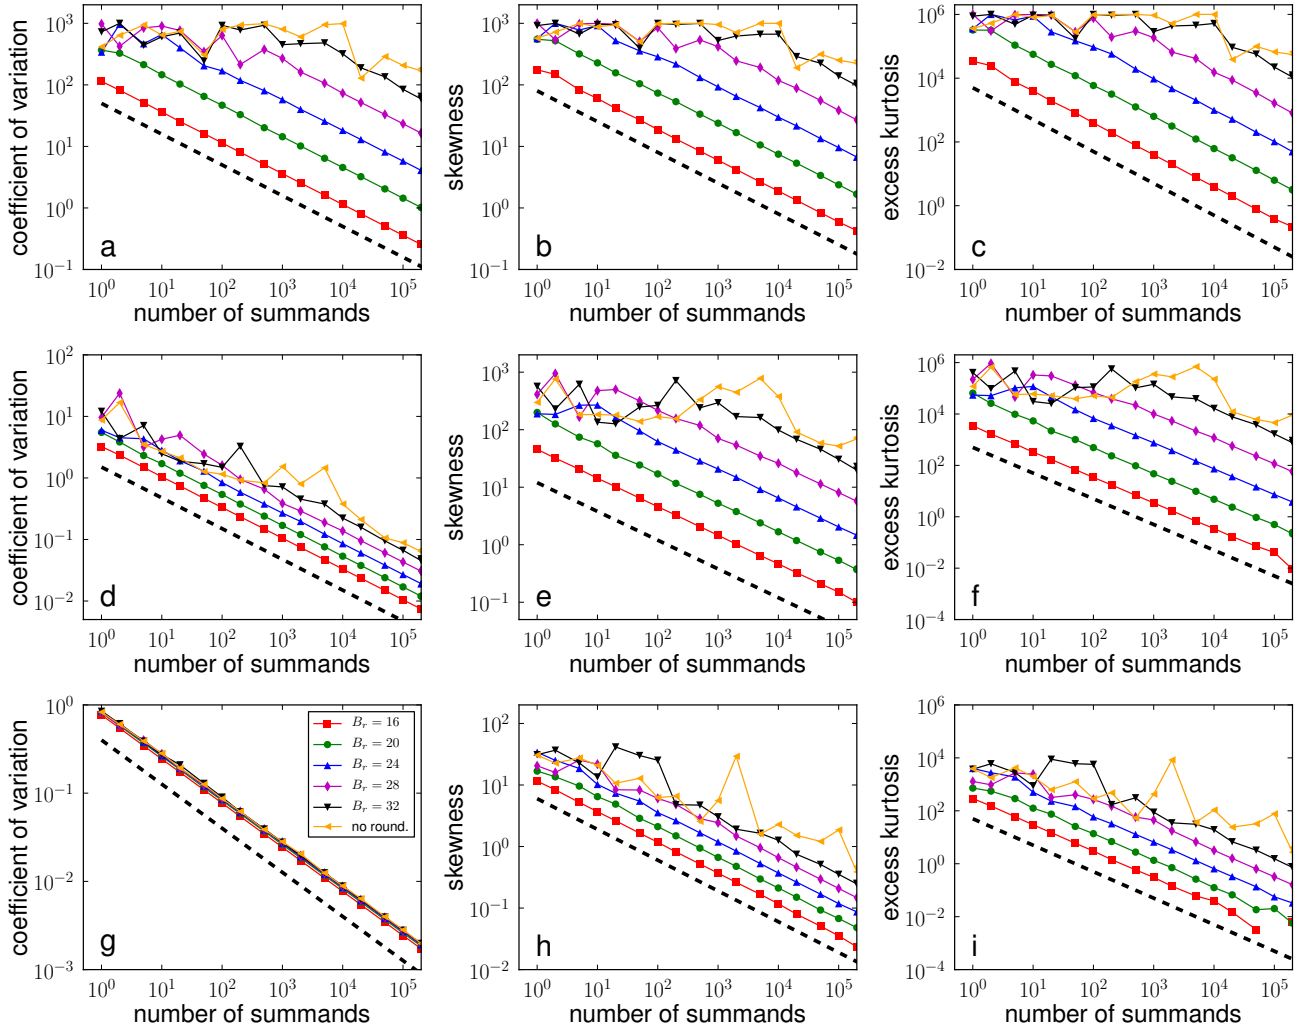 10^3
10^2
10^1
10^0
10^-1
coefficient of variation
a
10^0 10^1 10^2 10^3 10^4 10^5
number of summands
10^3
10^2
10^1
10^0
10^-1
skewness
b
10^0 10^1 10^2 10^3 10^4 10^5
number of summands
10^6
10^4
10^2
10^0
10^-2
excess kurtosis
c
10^0 10^1 10^2 10^3 10^4 10^5
number of summands
10^2
10^1
10^0
10^-1
10^-2
coefficient of variation
d
10^0 10^1 10^2 10^3 10^4 10^5
number of summands
10^3
10^2
10^1
10^0
10^-1
skewness
e
10^0 10^1 10^2 10^3 10^4 10^5
number of summands
10^6
10^4
10^2
10^0
10^-2
10^-4
excess kurtosis
f
10^0 10^1 10^2 10^3 10^4 10^5
number of summands
10^0
10^-1
10^-2
10^-3
coefficient of variation
B_r = 16
B_r = 20
B_r = 24
B_r = 28
B_r = 32
no round.
g
10^0 10^1 10^2 10^3 10^4 10^5
number of summands
10^2
10^1
10^0
10^-1
10^-2
skewness
h
10^0 10^1 10^2 10^3 10^4 10^5
number of summands
10^6
10^4
10^2
10^0
10^-2
10^-4
excess kurtosis
i
10^0 10^1 10^2 10^3 10^4 10^5
number of summands